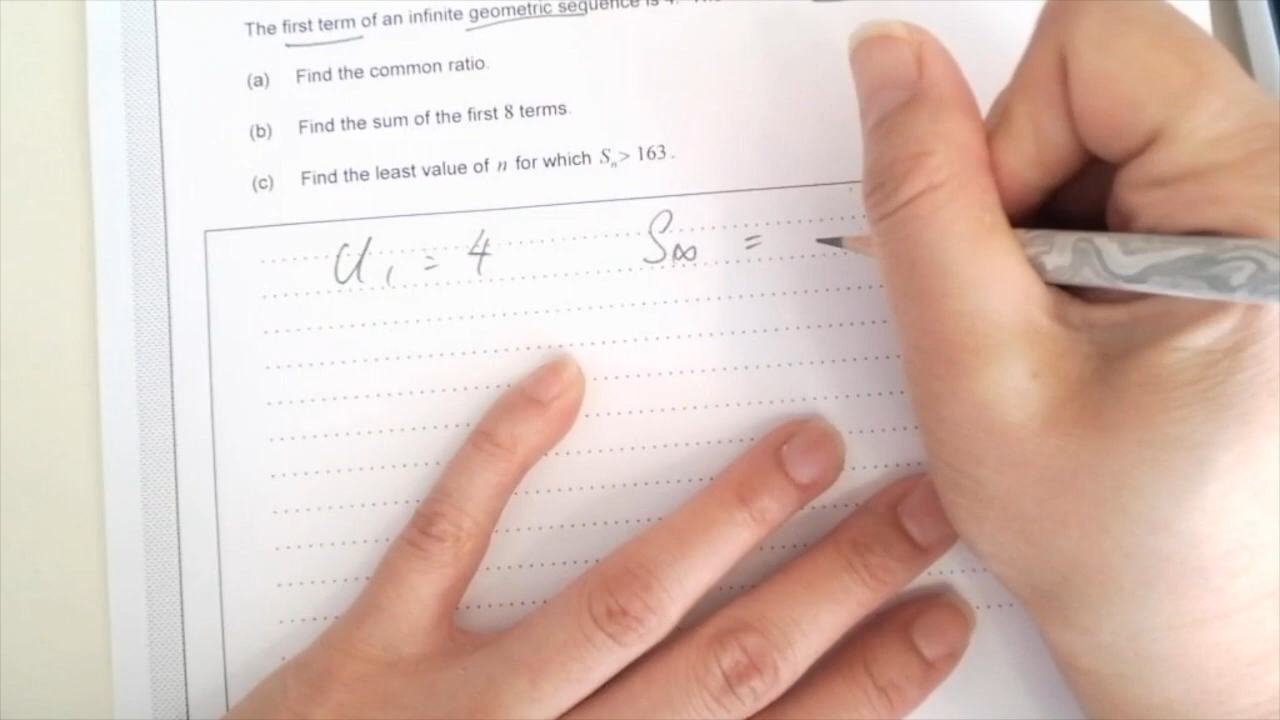 The first term of an infinite geometric sequence is 4.
(a) Find the common ratio.
(b) Find the sum of the first 8 terms.
(c) Find the least value of n for which Sₙ > 163.
u₁ = 4 S∞ =